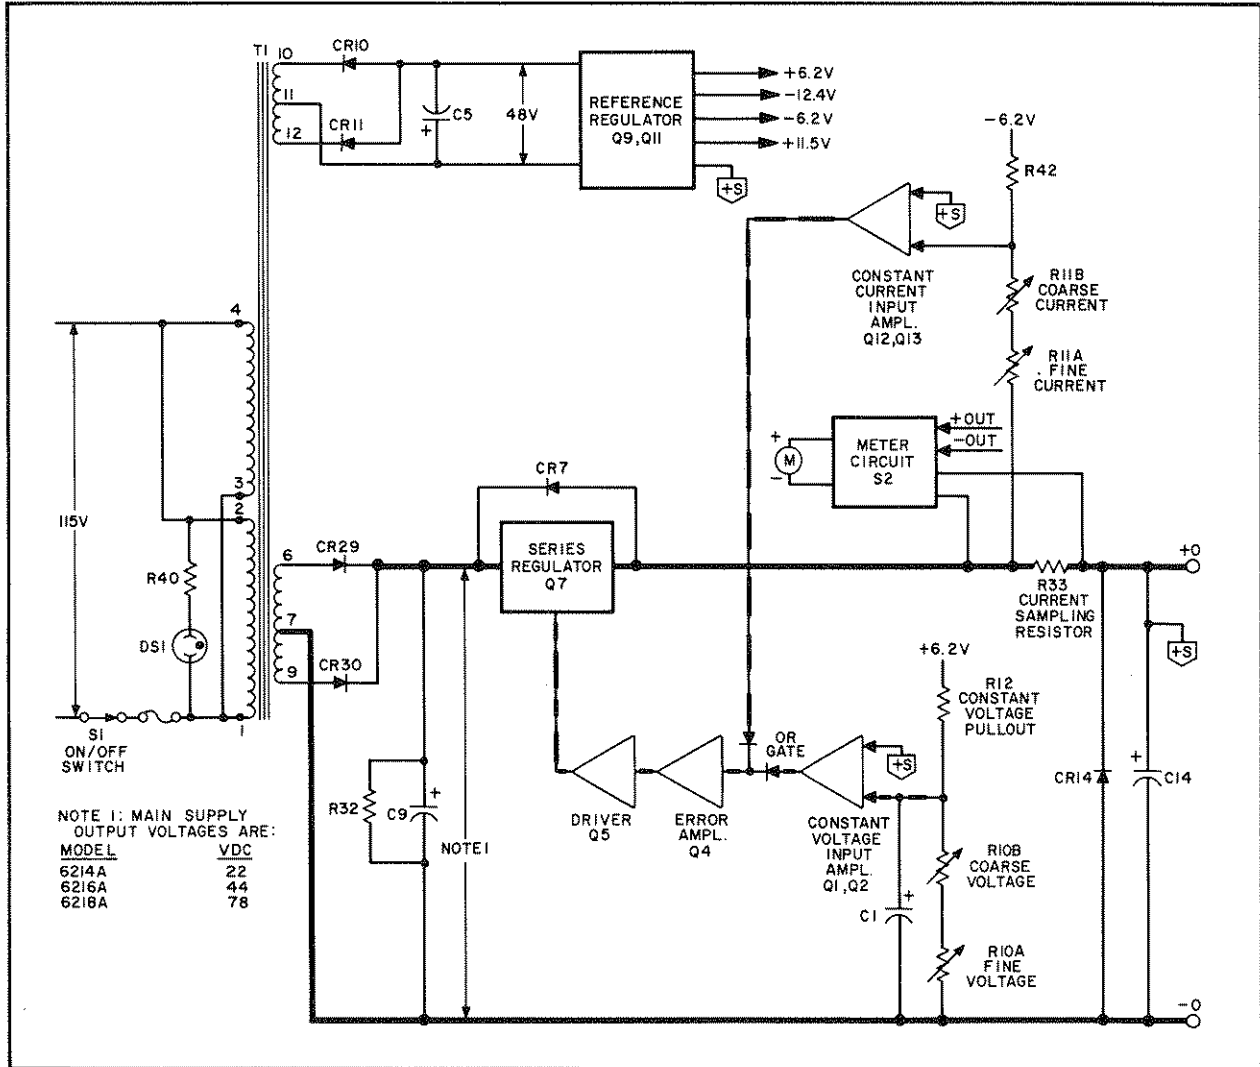 T1
10
11
12
CR10
CR11
+
C5
48V
REFERENCE
REGULATOR
Q9,Q11
+6.2V
-12.4V
-6.2V
+11.5V
+S
-6.2V
R42
+S
CONSTANT
CURRENT
INPUT
AMPL.
Q12,Q13
R11B
COARSE
CURRENT
R11A
FINE
CURRENT
4
3
2
1
115V
R40
DS1
S1
ON/OFF
SWITCH
6
7
9
CR29
CR30
CR7
SERIES
REGULATOR
Q7
+
M
-
METER
CIRCUIT
S2
+OUT
-OUT
+O
R33
CURRENT
SAMPLING
RESISTOR
+S
+6.2V
R12
CONSTANT
VOLTAGE
PULLOUT
OR
GATE
+S
R32
+
C9
NOTE 1
DRIVER
Q5
ERROR
AMPL.
Q4
CONSTANT
VOLTAGE
INPUT
AMPL.
Q1,Q2
+
C1
R10B
COARSE
VOLTAGE
R10A
FINE
VOLTAGE
CR14
+
C14
-O
NOTE 1: MAIN SUPPLY
OUTPUT VOLTAGES ARE:
MODEL VDC
6214A 22
6216A 44
6218A 78